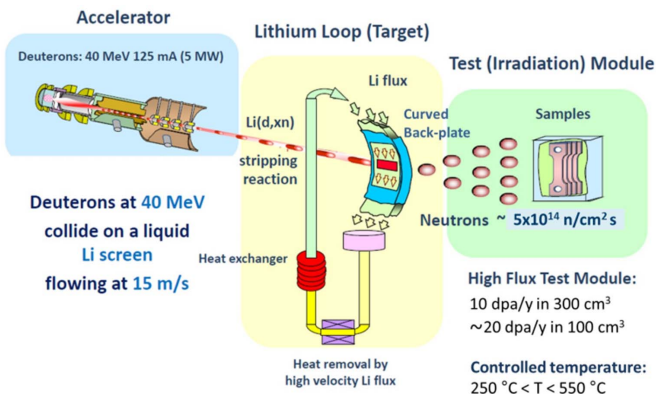 Accelerator
Deuterons: 40 MeV 125 mA (5 MW)
Deuterons at 40 MeV
collide on a liquid
Li screen
flowing at 15 m/s
Lithium Loop (Target)
Li flux
Li(d,xn)
stripping
reaction
Curved
Back-plate
Heat exchanger
Heat removal by
high velocity Li flux
Test (Irradiation) Module
Samples
Neutrons ~ 5x10¹⁴ n/cm² s
High Flux Test Module:
10 dpa/y in 300 cm³
~20 dpa/y in 100 cm³
Controlled temperature:
250 °C < T < 550 °C